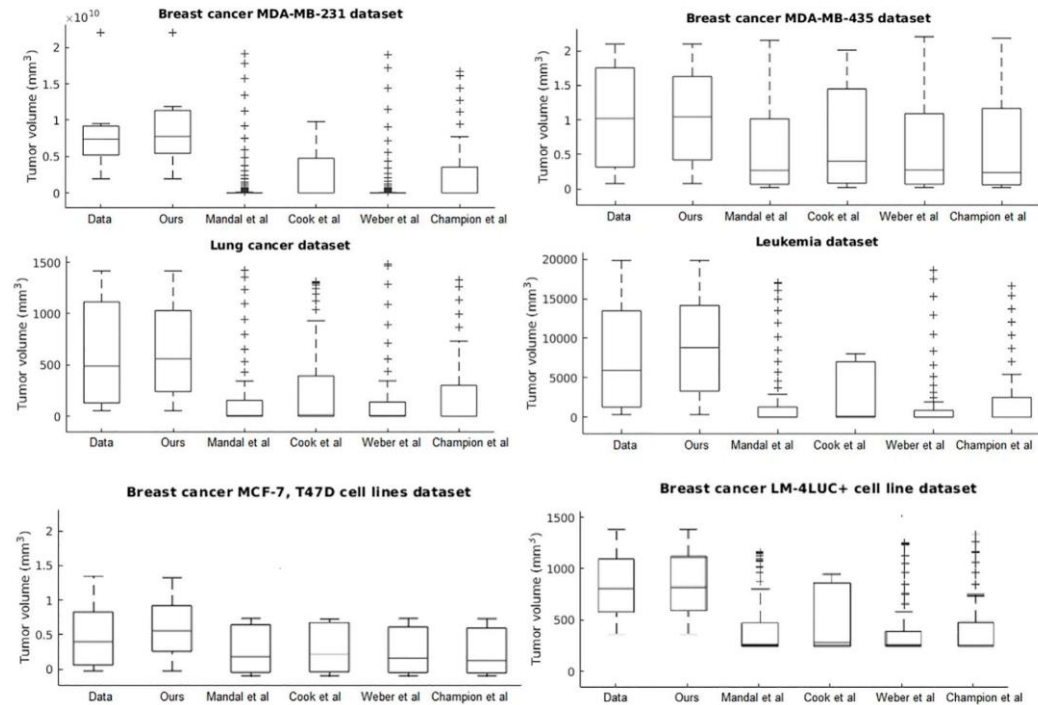 Breast cancer MDA-MB-231 dataset
×10^10
Tumor volume (mm³)
2
1.5
1
0.5
0
Data Ours Mandal et al Cook et al Weber et al Champion et al
Breast cancer MDA-MB-435 dataset
Tumor volume (mm³)
2
1.5
1
0.5
0
Data Ours Mandal et al Cook et al Weber et al Champion et al
Lung cancer dataset
Tumor volume (mm³)
1500
1000
500
0
Data Ours Mandal et al Cook et al Weber et al Champion et al
Leukemia dataset
Tumor volume (mm³)
20000
15000
10000
5000
0
Data Ours Mandal et al Cook et al Weber et al Champion et al
Breast cancer MCF-7, T47D cell lines dataset
Tumor volume (mm³)
2
1.5
1
0.5
0
Data Ours Mandal et al Cook et al Weber et al Champion et al
Breast cancer LM-4LUC+ cell line dataset
Tumor volume (mm³)
1500
1000
500
0
Data Ours Mandal et al Cook et al Weber et al Champion et al